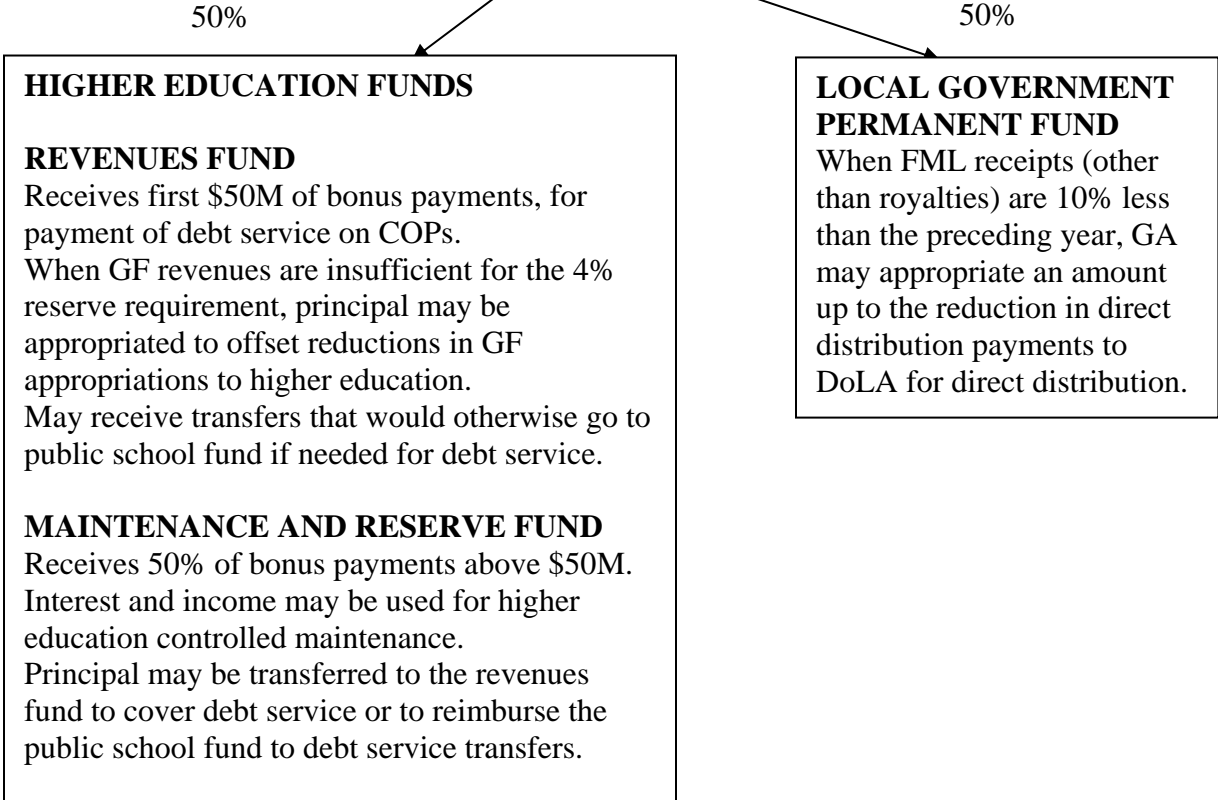 50%
50%
HIGHER EDUCATION FUNDS
REVENUES FUND
Receives first $50M of bonus payments, for
payment of debt service on COPs.
When GF revenues are insufficient for the 4%
reserve requirement, principal may be
appropriated to offset reductions in GF
appropriations to higher education.
May receive transfers that would otherwise go to
public school fund if needed for debt service.
MAINTENANCE AND RESERVE FUND
Receives 50% of bonus payments above $50M.
Interest and income may be used for higher
education controlled maintenance.
Principal may be transferred to the revenues
fund to cover debt service or to reimburse the
public school fund to debt service transfers.
LOCAL GOVERNMENT
PERMANENT FUND
When FML receipts (other
than royalties) are 10% less
than the preceding year, GA
may appropriate an amount
up to the reduction in direct
distribution payments to
DoLA for direct distribution.